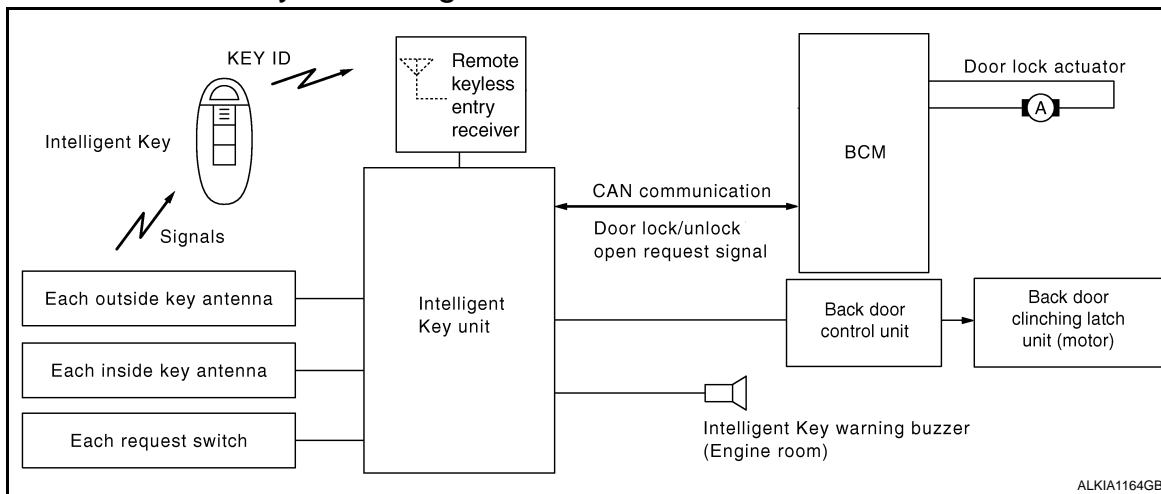 KEY ID
Remote
keyless
entry
receiver
Door lock actuator
A
Intelligent Key
BCM
CAN communication
Signals
Door lock/unlock
open request signal
Each outside key antenna
Intelligent
Key unit
Back door
control unit
Back door
clinching latch
unit (motor)
Each inside key antenna
Each request switch
Intelligent Key warning buzzer
(Engine room)
ALKIA1164GB